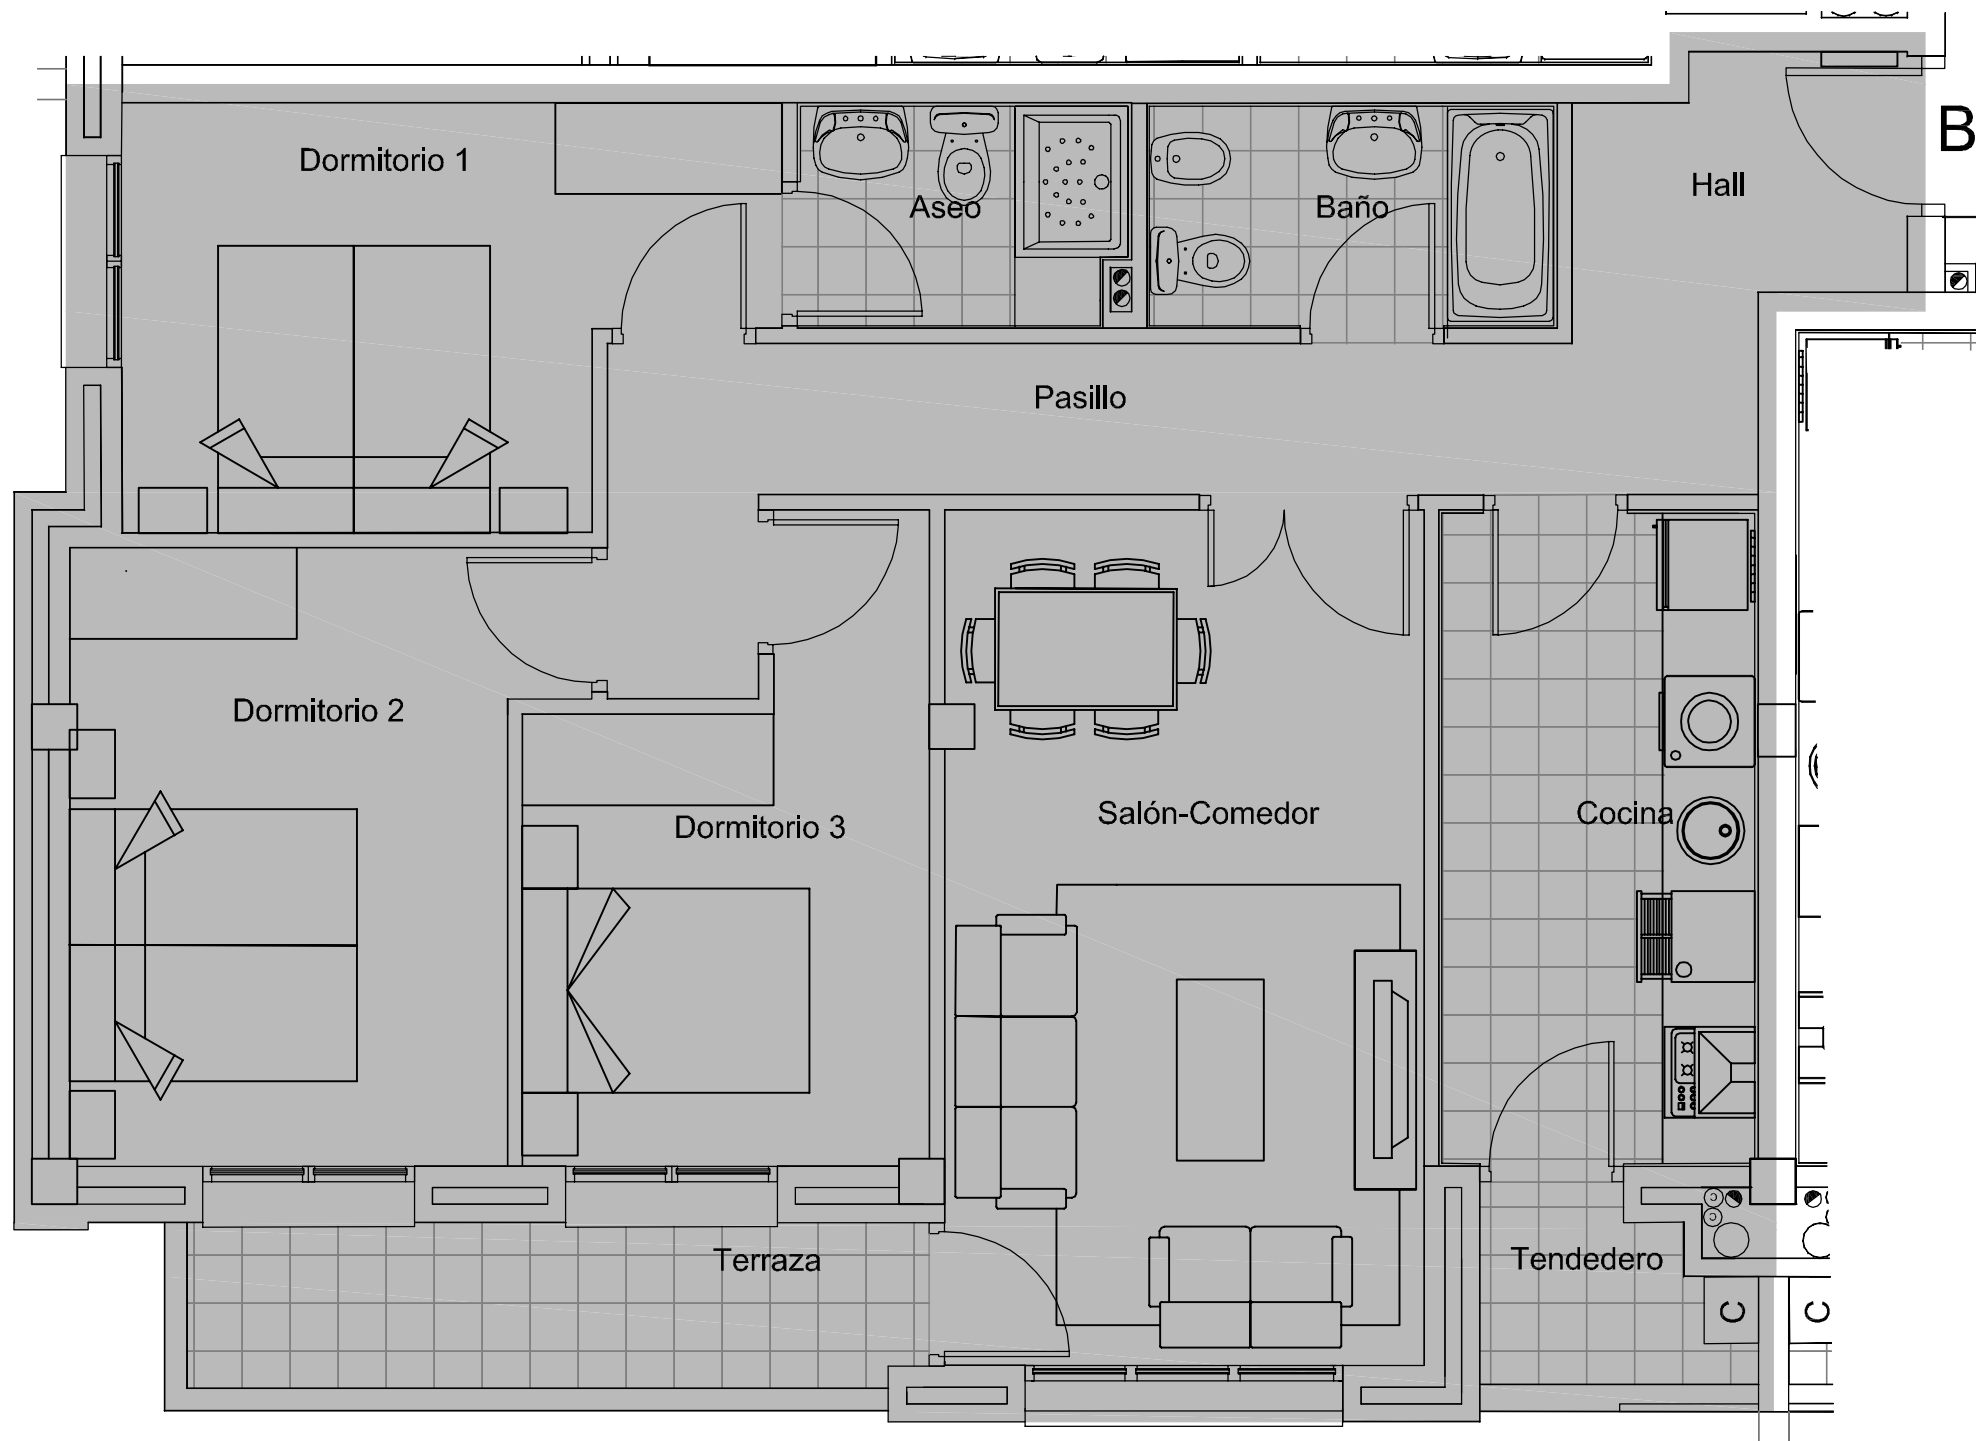 B
Dormitorio 1
Hall
Aseo
Baño
Pasillo
Dormitorio 2
Salón-Comedor
Cocina
Dormitorio 3
Terraza
Tendedero
C
C